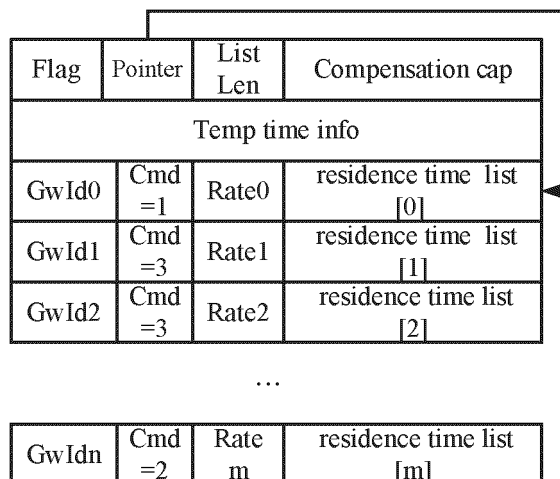 Flag Pointer List Len Compensation cap
Temp time info
GwId0 Cmd =1 Rate0 residence time list [0]
GwId1 Cmd =3 Rate1 residence time list [1]
GwId2 Cmd =3 Rate2 residence time list [2]
...
GwIdn Cmd =2 Rate m residence time list [m]